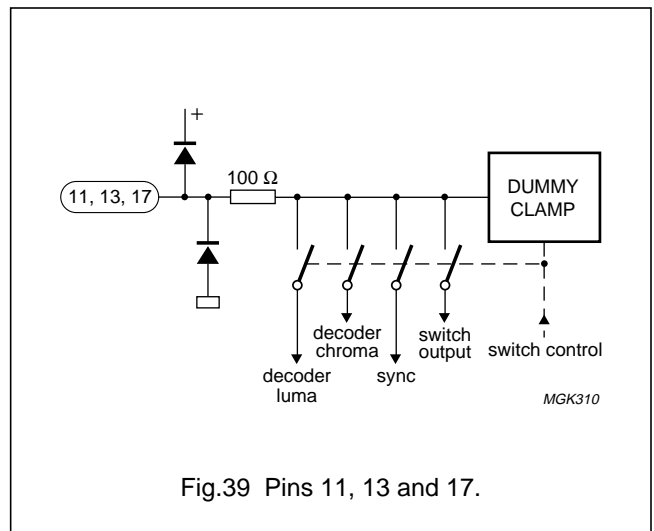 +
100 Ω
11, 13, 17
DUMMY
CLAMP
decoder
chroma
switch
output
switch control
decoder
luma
sync
MGK310
Fig.39 Pins 11, 13 and 17.